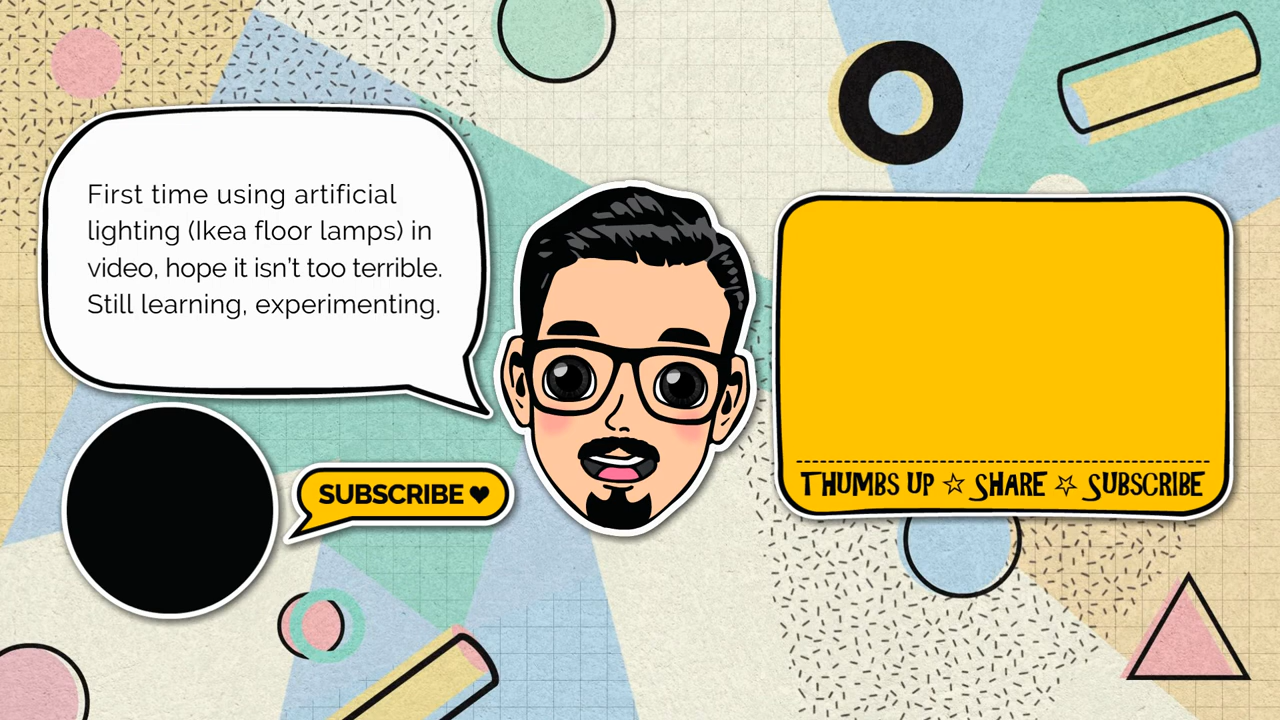 First time using artificial
lighting (Ikea floor lamps) in
video, hope it isn't too terrible.
Still learning, experimenting.
SUBSCRIBE ♥
THUMBS UP ☆ SHARE ☆ SUBSCRIBE